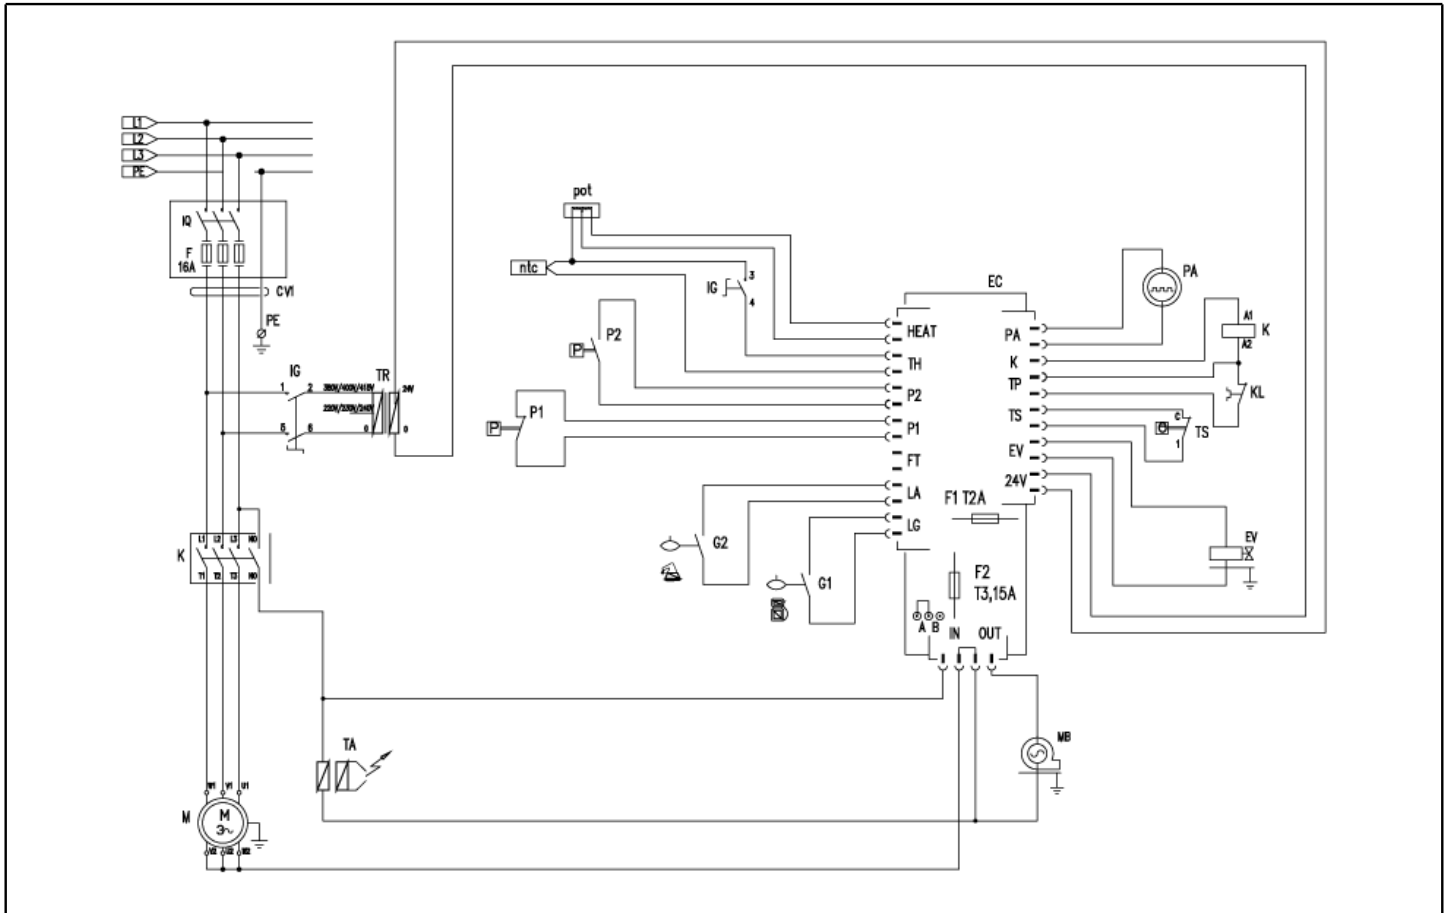 L1
L2
L3
PE
IQ
F
16A
CV1
PE
IG
1 2
380V/400V/415V
TR
24V
220V/230V/240V
5 6
0
0
pot
ntc
IG
3
4
P
P2
P
P1
G2
G1
EC
HEAT
TH
P2
P1
FT
LA
LG
PA
K
TP
TS
EV
24V
F1 T2A
F2
T3,15A
A B
IN OUT
PA
A1
K
A2
KL
C
TS
1
EV
K
L1 L2 L3 NO
T1 T2 T3 NO
TA
MB
W1 V1 U1
M
M
3~